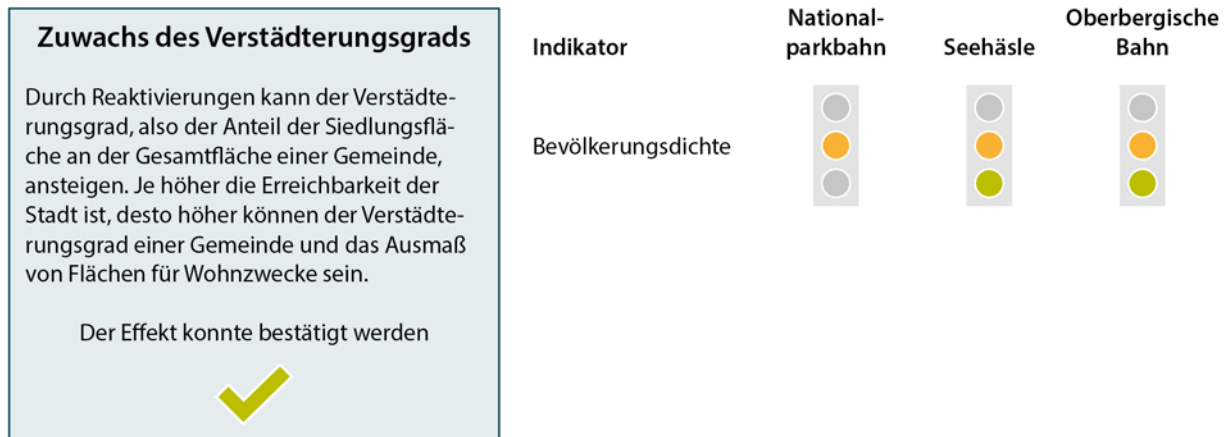 Zuwachs des Verstädterungsgrads
Durch Reaktivierungen kann der Verstädte-
rungsgrad, also der Anteil der Siedlungsflä-
che an der Gesamtfläche einer Gemeinde,
ansteigen. Je höher die Erreichbarkeit der
Stadt ist, desto höher können der Verstädte-
rungsgrad einer Gemeinde und das Ausmaß
von Flächen für Wohnzwecke sein.
Der Effekt konnte bestätigt werden
Indikator
National-
parkbahn
Seehäsle
Oberbergische
Bahn
Bevölkerungsdichte